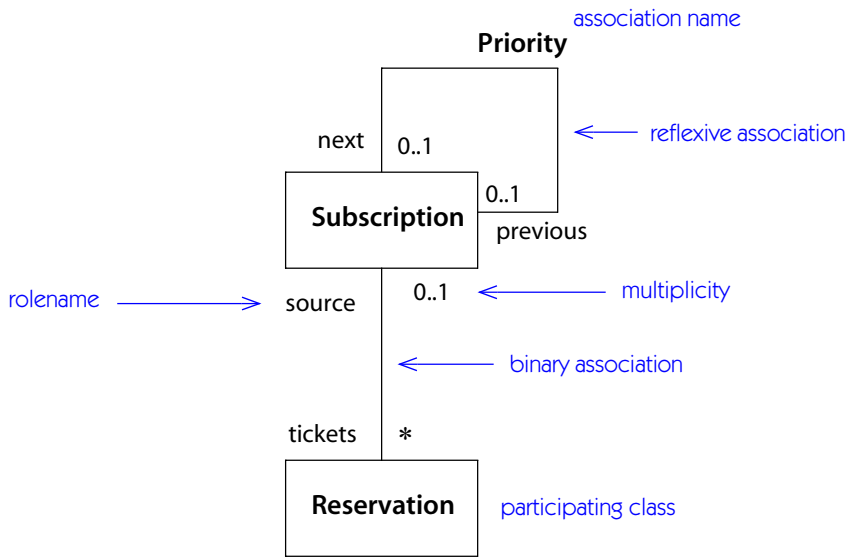 association name
Priority
next
0..1
reflexive association
0..1
Subscription
previous
rolename
source
0..1
multiplicity
binary association
tickets
*
Reservation
participating class